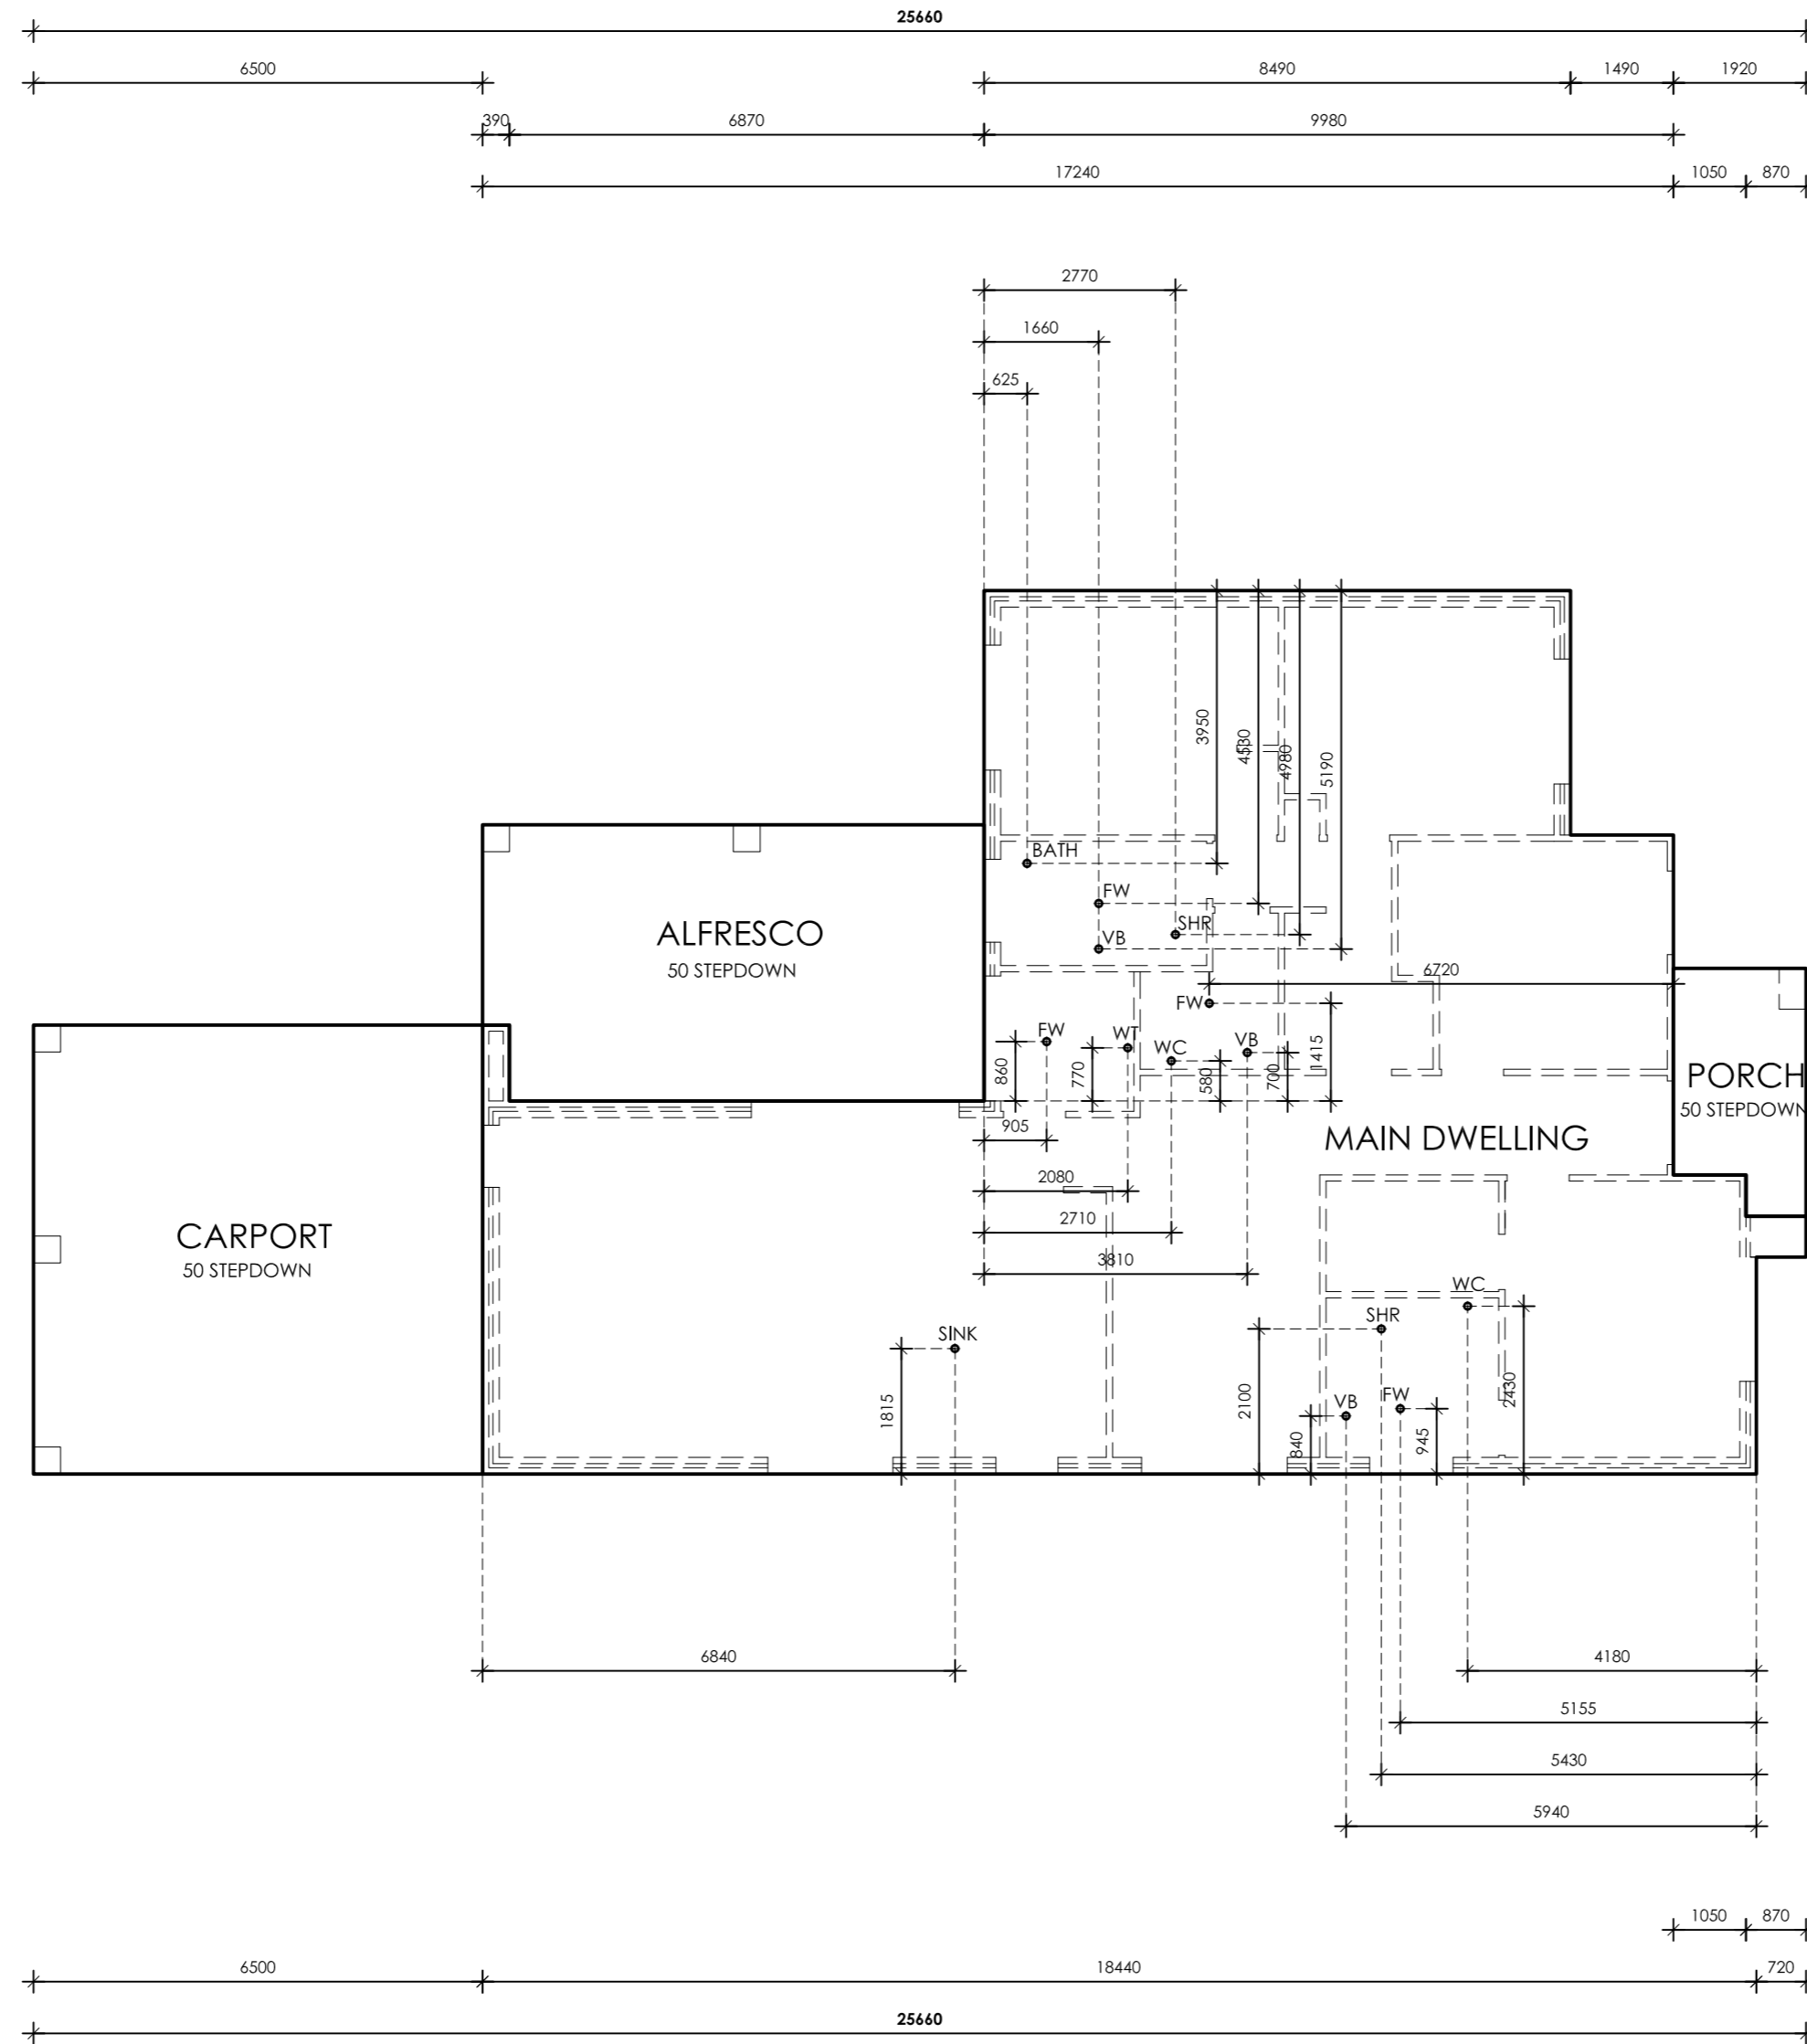 25660
6500
8490
1490
1920
390
6870
9980
17240
1050
870
2770
1660
625
3950
4530
4980
5190
BATH
FW
ALFRESCO
SHR
VB
50 STEPDOWN
6720
FW
FW
WT
WC
VB
1415
860
770
580
700
PORCH
50 STEPDOWN
905
MAIN DWELLING
2080
2710
CARPORT
3810
50 STEPDOWN
WC
SHR
SINK
2430
1815
2100
VB
FW
840
945
6840
4180
5155
5430
5940
1050
870
6500
18440
720
25660